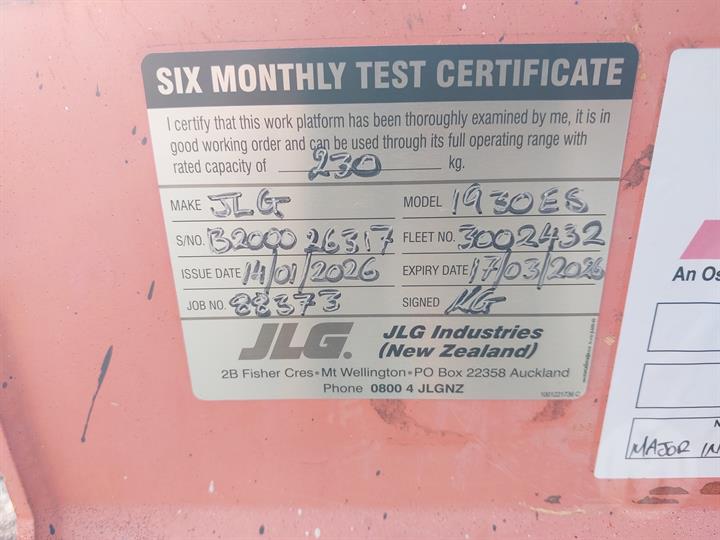 SIX MONTHLY TEST CERTIFICATE
I certify that this work platform has been thoroughly examined by me, it is in
good working order and can be used through its full operating range with
rated capacity of 230 kg.
MAKE JLG MODEL 1930ES
S/NO. B2000 26317 FLEET NO. 3002432
ISSUE DATE 14/01/2026 EXPIRY DATE 17/03/2026
JOB NO. 88373 SIGNED KG
JLG. JLG Industries
(New Zealand)
2B Fisher Cres • Mt Wellington • PO Box 22358 Auckland
Phone 0800 4 JLGNZ
1001221736 C
An Os
MAJOR IN